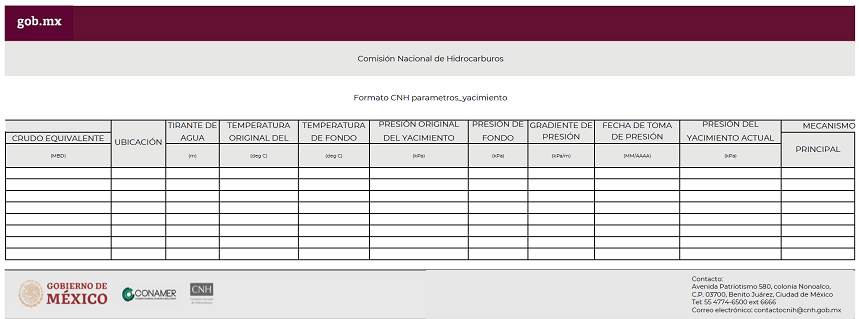 gob.mx
Comisión Nacional de Hidrocarburos
Formato CNH parametros_yacimiento
CRUDO EQUIVALENTE
(MBD)
UBICACIÓN
TIRANTE DE
AGUA
(m)
TEMPERATURA
ORIGINAL DEL
(deg C)
TEMPERATURA
DE FONDO
(deg C)
PRESIÓN ORIGINAL
DEL YACIMIENTO
(kPa)
PRESIÓN DE
FONDO
(kPa)
GRADIENTE DE
PRESIÓN
(kPa/m)
FECHA DE TOMA
DE PRESIÓN
(MM/AAAA)
PRESIÓN DEL
YACIMIENTO ACTUAL
(kPa)
MECANISMO
PRINCIPAL
GOBIERNO DE
MÉXICO
CONAMER
CNH
Contacto:
Avenida Patriotismo 580, colonia Nonoalco,
C.P. 03700, Benito Juárez, Ciudad de México
Tel: 55 4774-6500 ext 6666
Correo electrónico: contactocnih@cnh.gob.mx